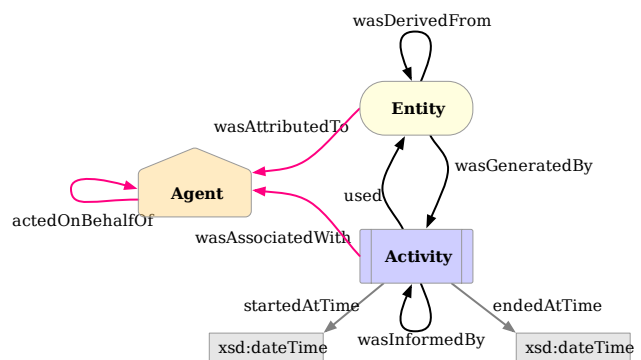 wasDerivedFrom
Entity
wasAttributedTo
wasGeneratedBy
Agent
used
actedOnBehalfOf
wasAssociatedWith
Activity
startedAtTime
endedAtTime
wasInformedBy
xsd:dateTime
xsd:dateTime